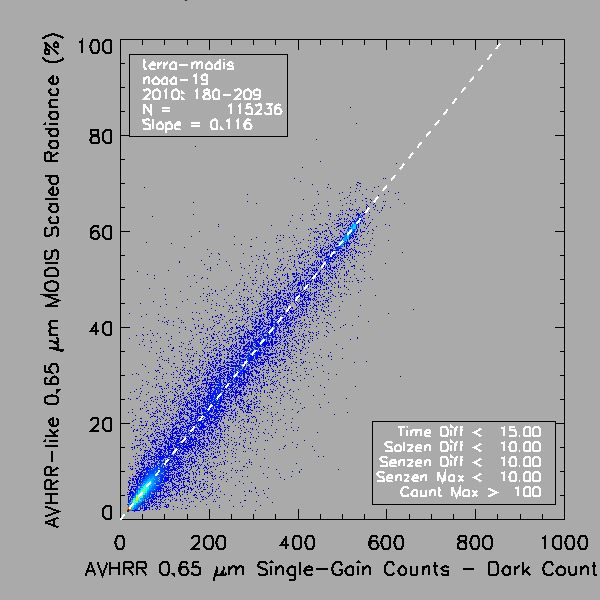 100
80
60
40
20
0
AVHRR-like 0.65 µm MODIS Scaled Radiance (%)
terra-modis
noaa-19
2010: 180-209
N = 115236
Slope = 0.116
Time Diff < 15.00
Solzen Diff < 10.00
Senzen Diff < 10.00
Senzen Max < 10.00
Count Max > 100
0 200 400 600 800 1000
AVHRR 0.65 µm Single-Gain Counts - Dark Count